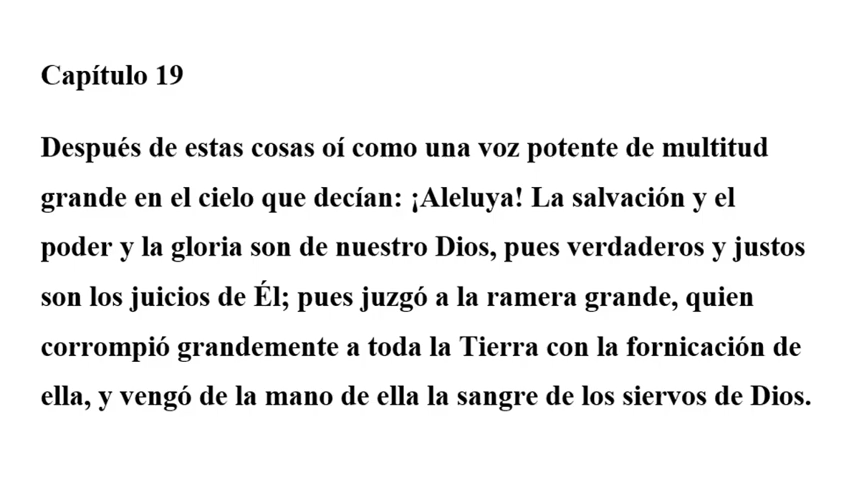 Capítulo 19
Después de estas cosas oí como una voz potente de multitud
grande en el cielo que decían: ¡Aleluya! La salvación y el
poder y la gloria son de nuestro Dios, pues verdaderos y justos
son los juicios de Él; pues juzgó a la ramera grande, quien
corrompió grandemente a toda la Tierra con la fornicación de
ella, y vengó de la mano de ella la sangre de los siervos de Dios.